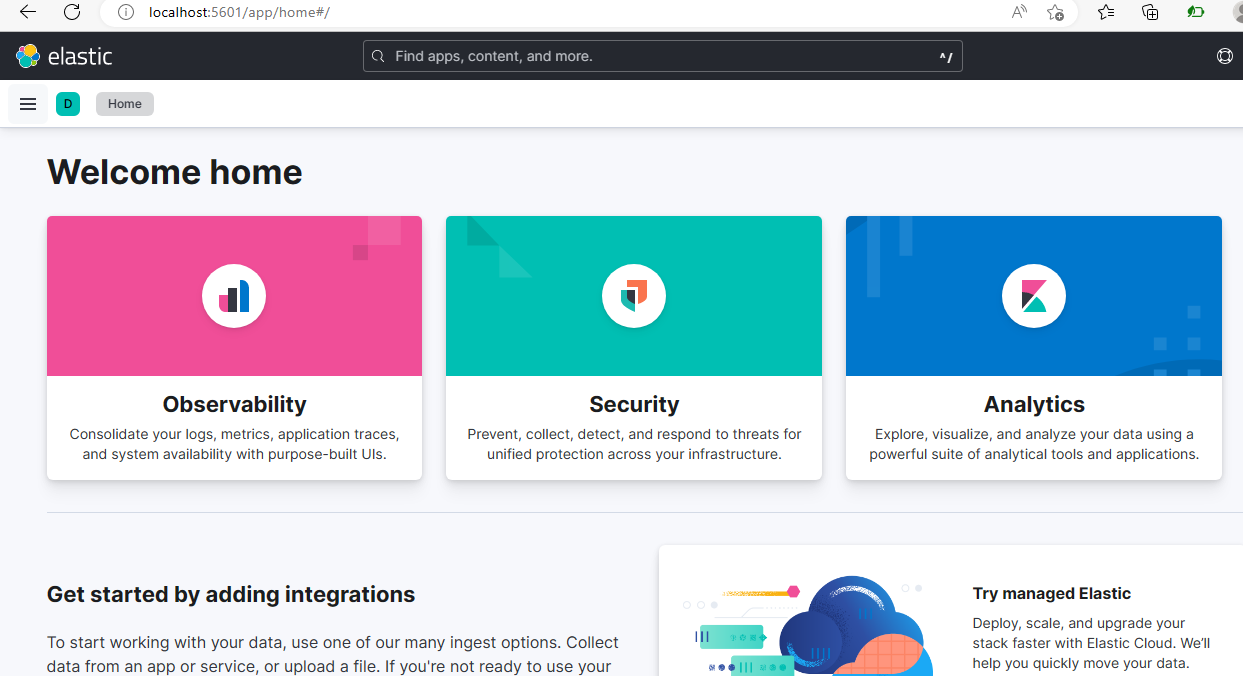 localhost:5601/app/home#/
elastic
Find apps, content, and more.
^/
D
Home
Welcome home
Observability
Consolidate your logs, metrics, application traces,
and system availability with purpose-built UIs.
Security
Prevent, collect, detect, and respond to threats for
unified protection across your infrastructure.
Analytics
Explore, visualize, and analyze your data using a
powerful suite of analytical tools and applications.
Get started by adding integrations
To start working with your data, use one of our many ingest options. Collect
data from an app or service, or upload a file. If you're not ready to use your
Try managed Elastic
Deploy, scale, and upgrade your
stack faster with Elastic Cloud. We’ll
help you quickly move your data.